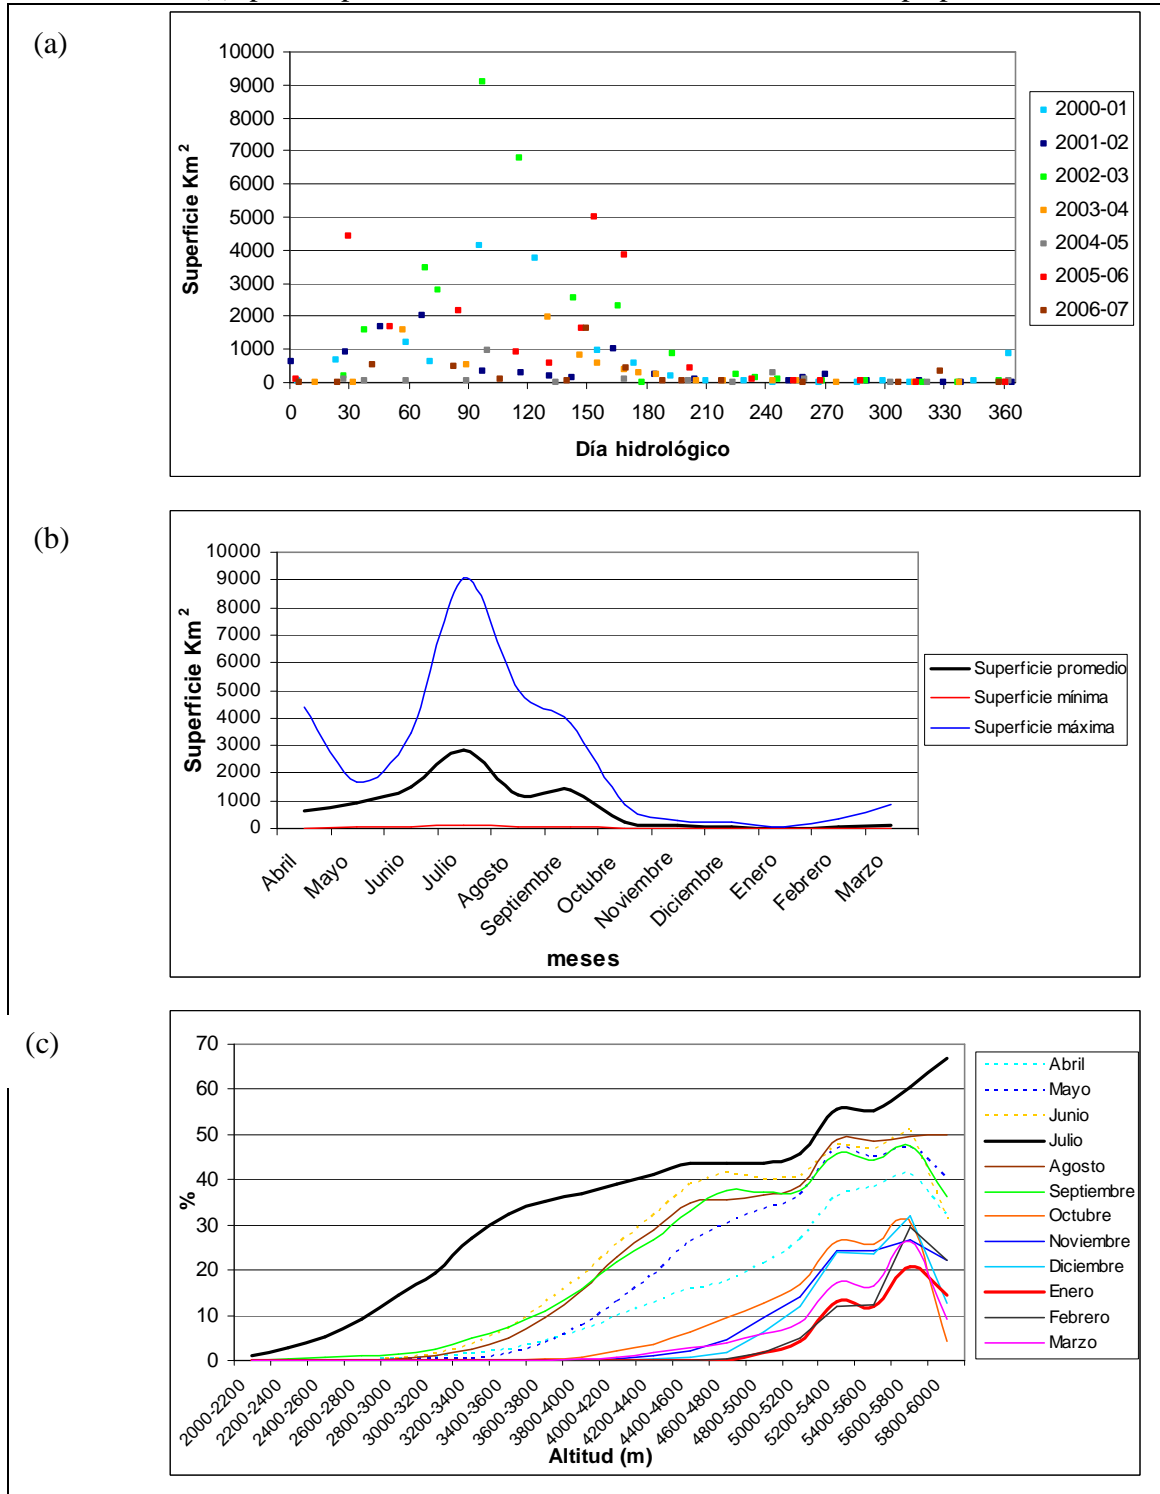 (a)
10000
9000
8000
7000
6000
5000
4000
3000
2000
1000
0
Superficie Km²
0 30 60 90 120 150 180 210 240 270 300 330 360
Día hidrológico
2000-01
2001-02
2002-03
2003-04
2004-05
2005-06
2006-07
(b)
10000
9000
8000
7000
6000
5000
4000
3000
2000
1000
0
Superficie Km²
Abril Mayo Junio Julio Agosto Septiembre Octubre Noviembre Diciembre Enero Febrero Marzo
meses
Superficie promedio
Superficie mínima
Superficie máxima
(c)
70
60
50
40
30
20
10
0
%
2000-2200 2200-2400 2400-2600 2600-2800 2800-3000 3000-3200 3200-3400 3400-3600 3600-3800 3800-4000 4000-4200 4200-4400 4400-4600 4600-4800 4800-5000 5000-5200 5200-5400 5400-5600 5600-5800 5800-6000
Altitud (m)
Abril
Mayo
Junio
Julio
Agosto
Septiembre
Octubre
Noviembre
Diciembre
Enero
Febrero
Marzo